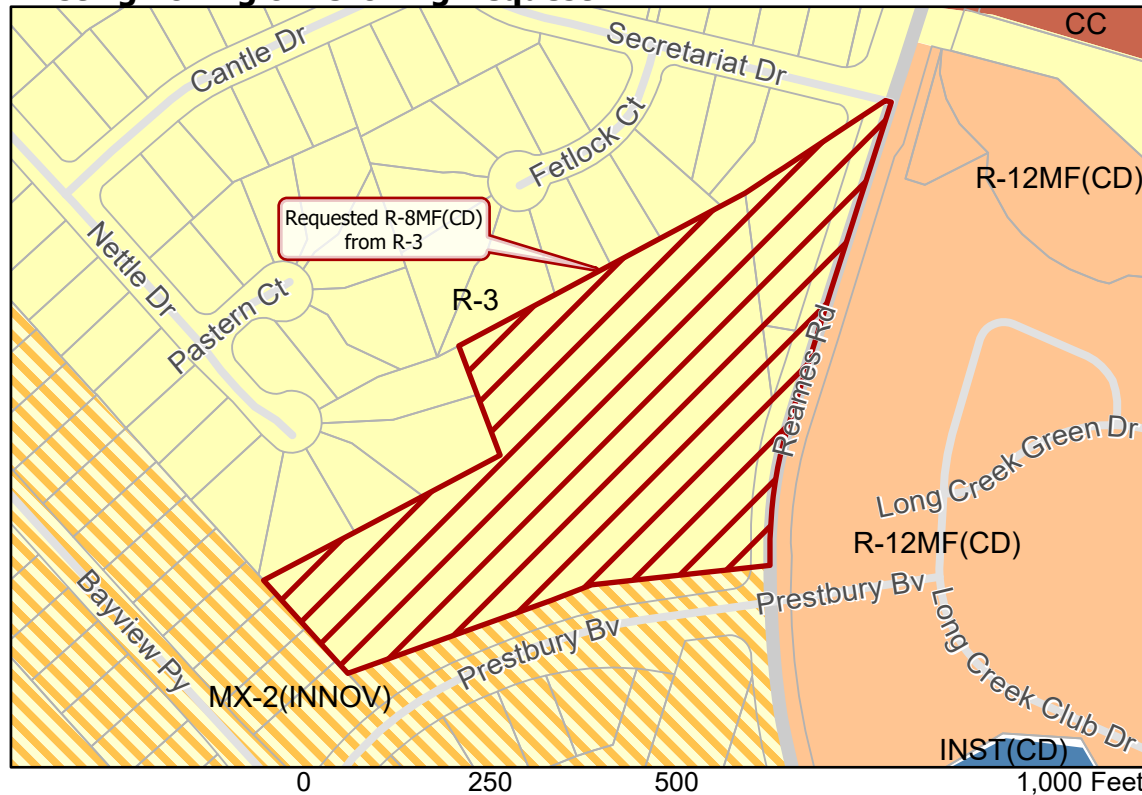 CC
Cantle Dr
Secretariat Dr
Fetlock Ct
R-12MF(CD)
Requested R-8MF(CD)
from R-3
Nettle Dr
Pastern Ct
R-3
Reames Rd
Long Creek Green Dr
R-12MF(CD)
Prestbury Bv
Bayview Py
Prestbury Bv
Long Creek Club Dr
MX-2(INNOV)
INST(CD)
0 250 500 1,000 Feet